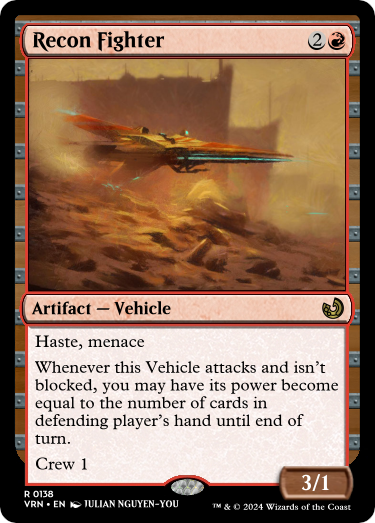 Recon Fighter 2
Artifact — Vehicle
Haste, menace
Whenever this Vehicle attacks and isn't
blocked, you may have its power become
equal to the number of cards in
defending player's hand until end of
turn.
Crew 1
3/1
R 0138
VRN • EN JULIAN NGUYEN-YOU
™ & © 2024 Wizards of the Coast